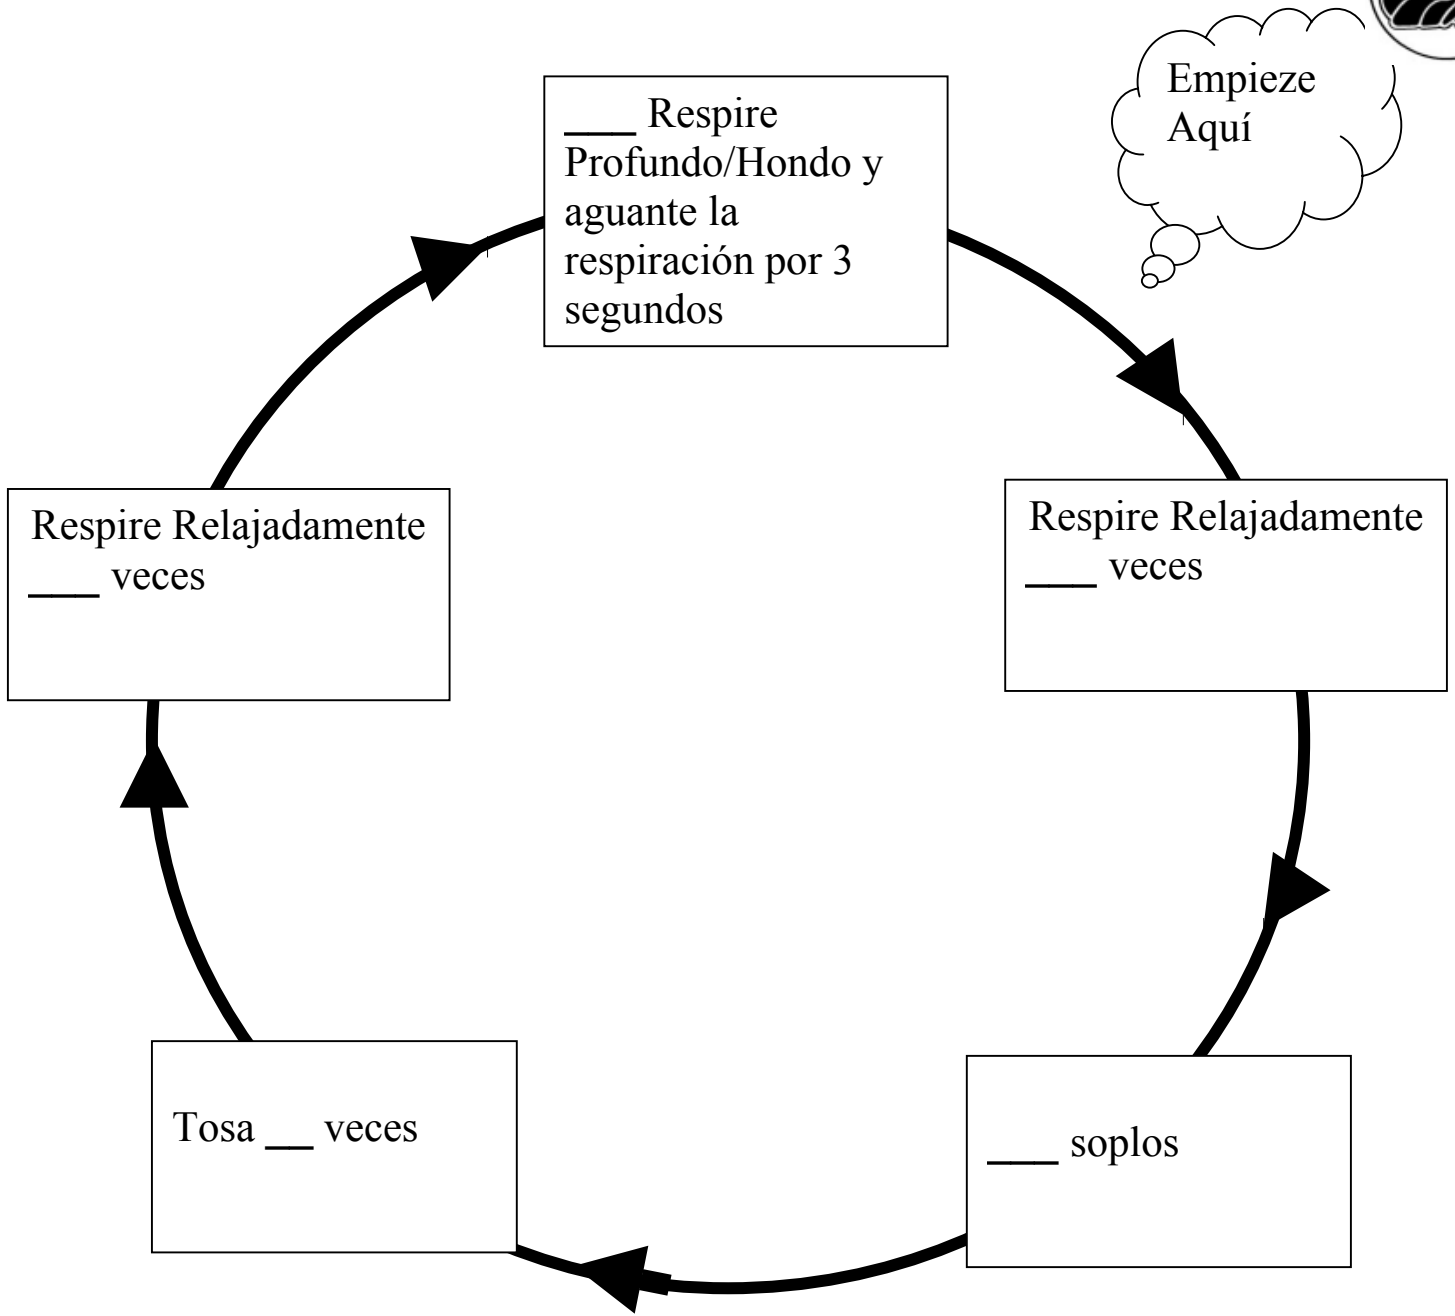 Empieze
Aquí
___ Respire
Profundo/Hondo y
aguante la
respiración por 3
segundos
Respire Relajadamente
___ veces
Respire Relajadamente
___ veces
___ soplos
Tosa __ veces